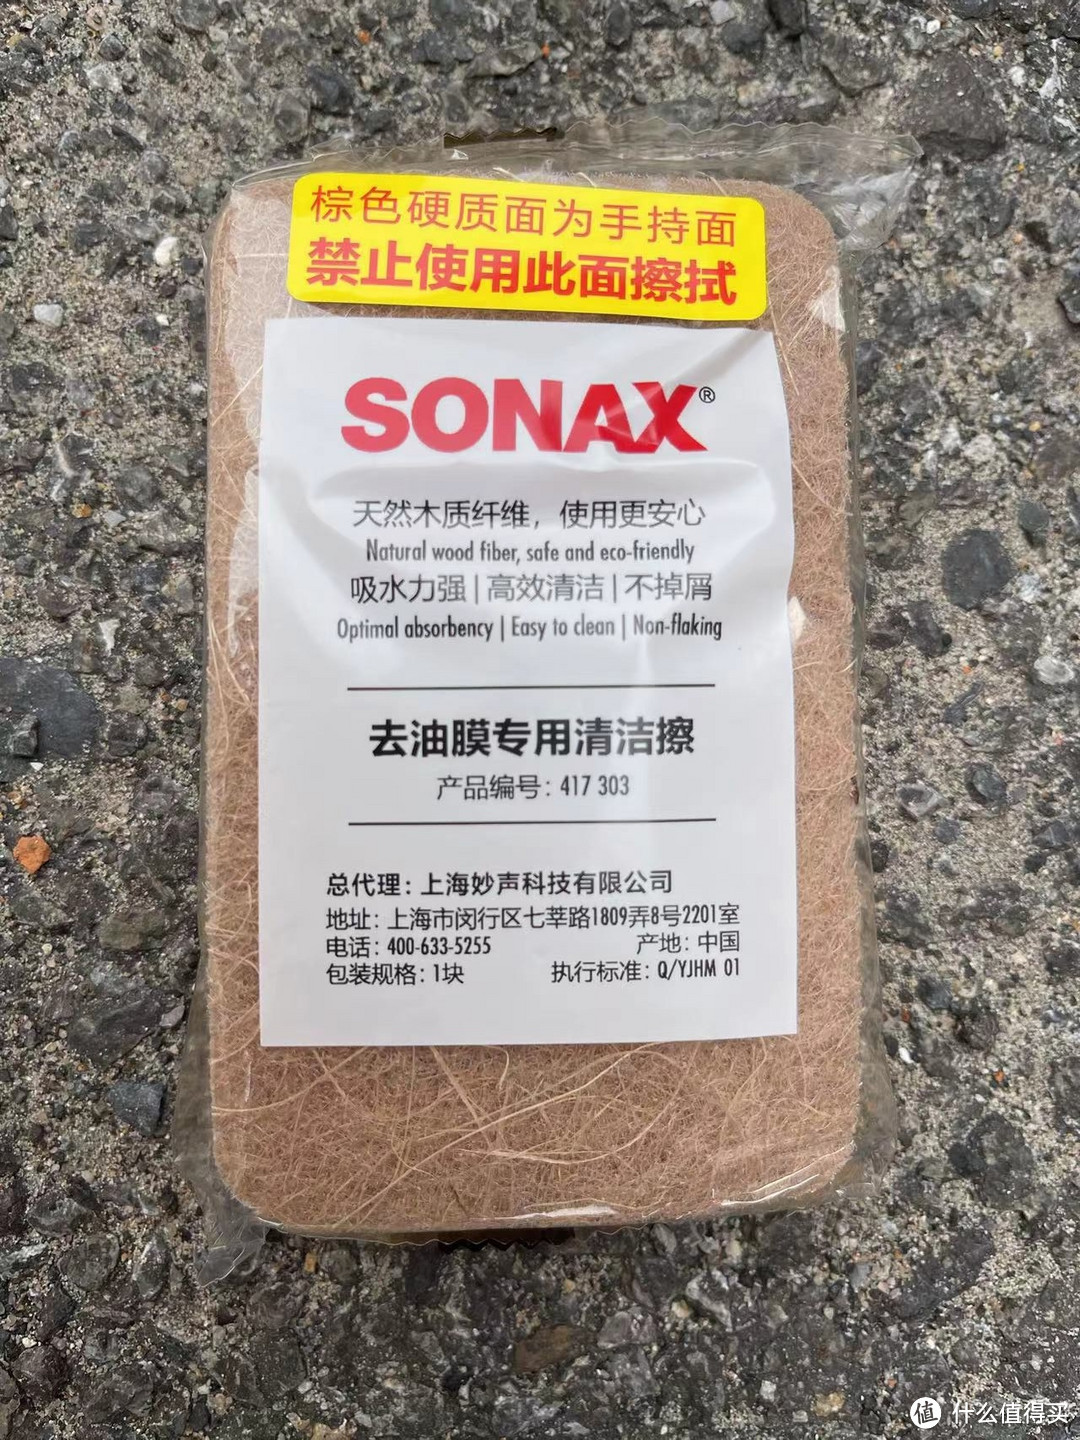 棕色硬质面为手持面
禁止使用此面擦拭
SONAX®
天然木质纤维，使用更安心
Natural wood fiber, safe and eco-friendly
吸水力强|高效清洁|不掉屑
Optimal absorbency | Easy to clean | Non-flaking
去油膜专用清洁擦
产品编号：417 303
总代理：上海妙声科技有限公司
地址：上海市闵行区七莘路1809弄8号2201室
电话：400-633-5255 产地：中国
包装规格：1块 执行标准：Q/YJHM 01
值 什么值得买